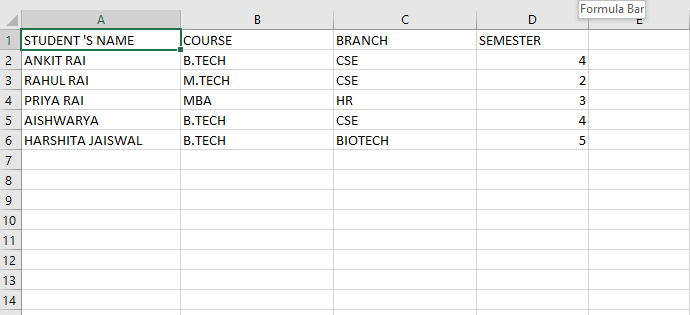 Formula Bar
A B C D E
1 STUDENT 'S NAME COURSE BRANCH SEMESTER
2 ANKIT RAI B.TECH CSE 4
3 RAHUL RAI M.TECH CSE 2
4 PRIYA RAI MBA HR 3
5 AISHWARYA B.TECH CSE 4
6 HARSHITA JAISWAL B.TECH BIOTECH 5
7
8
9
10
11
12
13
14